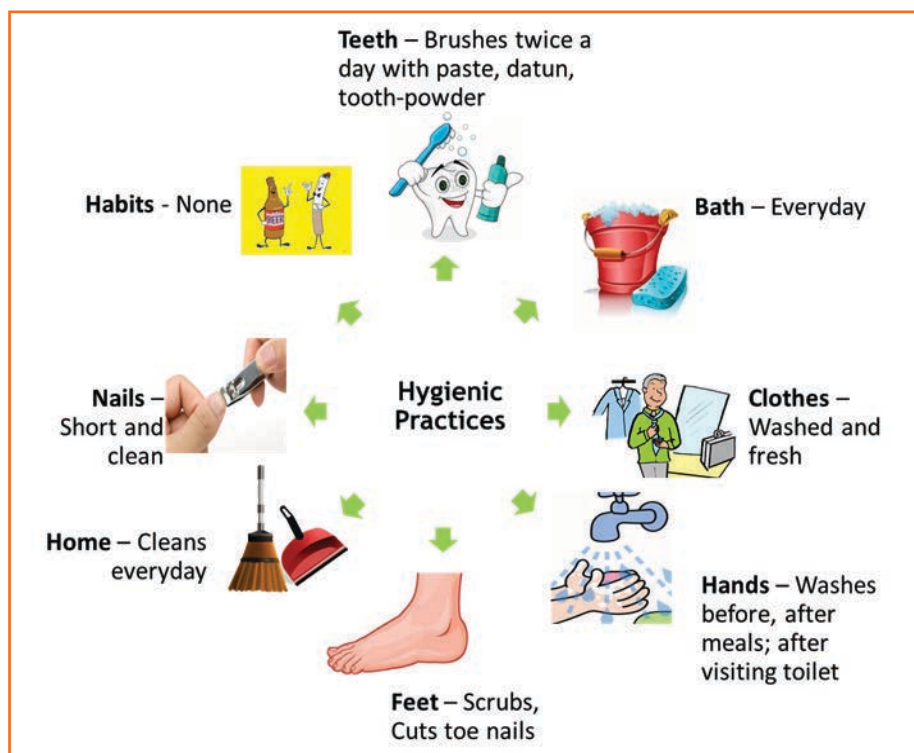 Teeth – Brushes twice a
day with paste, datun,
tooth-powder
Habits - None
BEER
Bath – Everyday
Nails –
Short and
clean
Hygienic
Practices
Clothes –
Washed and
fresh
Home – Cleans
everyday
Hands – Washes
before, after
meals; after
visiting toilet
Feet – Scrubs,
Cuts toe nails